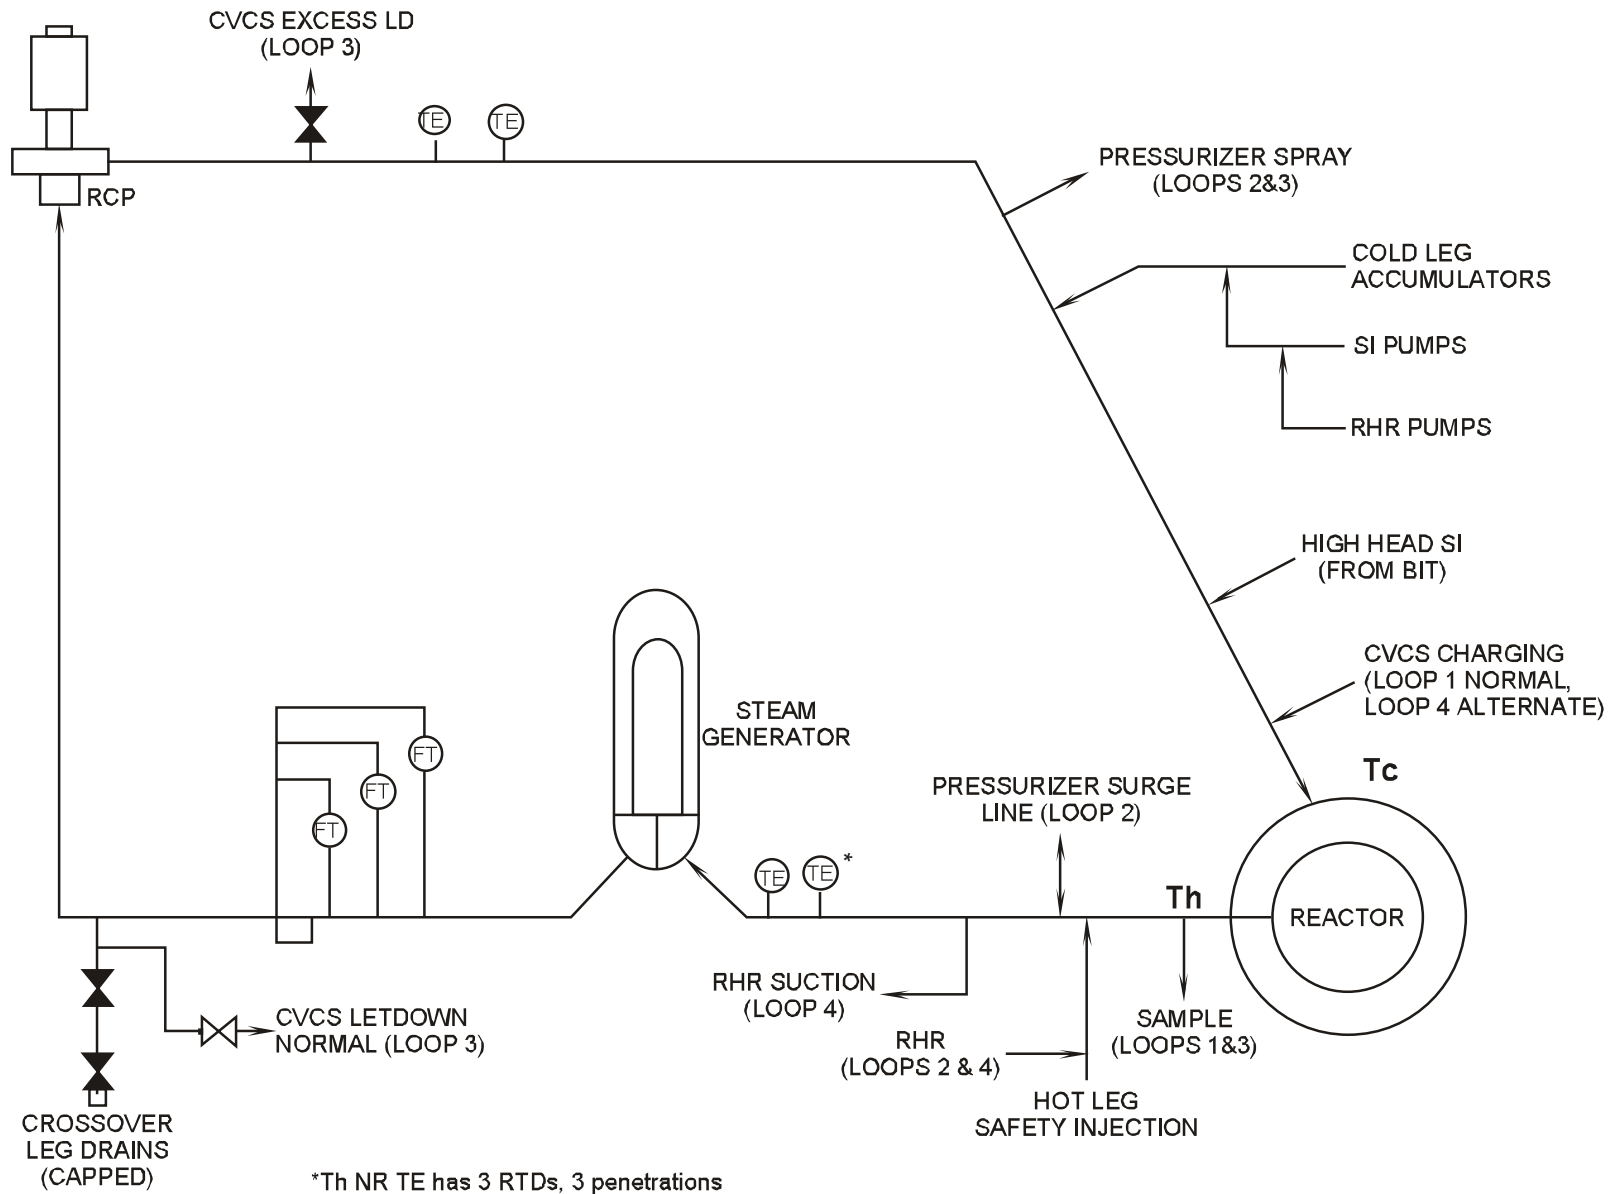 CVCS EXCESS LD
(LOOP 3)
TE
TE
RCP
PRESSURIZER SPRAY
(LOOPS 2&3)
COLD LEG
ACCUMULATORS
SI PUMPS
RHR PUMPS
HIGH HEAD SI
(FROM BIT)
CVCS CHARGING
(LOOP 1 NORMAL,
LOOP 4 ALTERNATE)
Tc
STEAM
GENERATOR
FT
FT
FT
PRESSURIZER SURGE
LINE (LOOP 2)
TE
TE
*
Th
REACTOR
RHR SUCTION
(LOOP 4)
SAMPLE
(LOOPS 1&3)
RHR
(LOOPS 2 & 4)
HOT LEG
SAFETY INJECTION
CVCS LETDOWN
NORMAL (LOOP 3)
CROSSOVER
LEG DRAINS
(CAPPED)
*Th NR TE has 3 RTDs, 3 penetrations